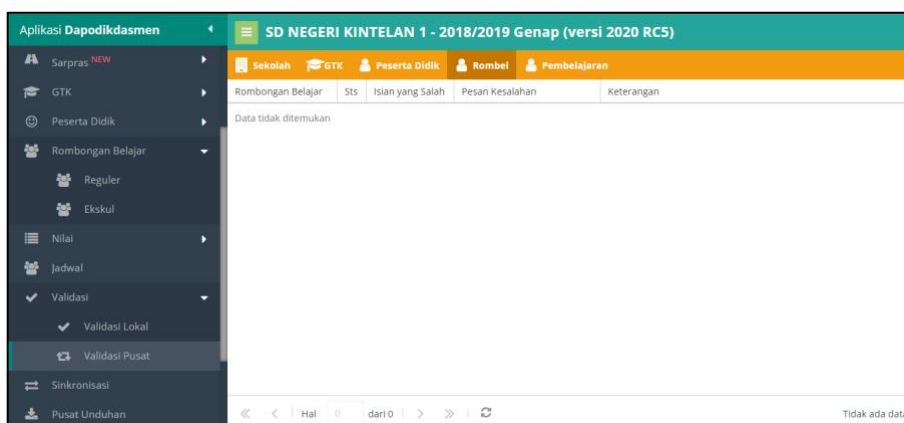 Aplikasi Dapodikdasmen
SD NEGERI KINTELAN 1 - 2018/2019 Genap (versi 2020 RC5)
Sarpras NEW
GTK
Peserta Didik
Rombongan Belajar
Reguler
Ekskul
Nilai
Jadwal
Validasi
Validasi Lokal
Validasi Pusat
Sinkronisasi
Pusat Unduhan
Sekolah GTK Peserta Didik Rombel Pembelajaran
Rombongan Belajar Sts Isian yang Salah Pesan Kesalahan Keterangan
Data tidak ditemukan
Hal 0 dari 0 Tidak ada data